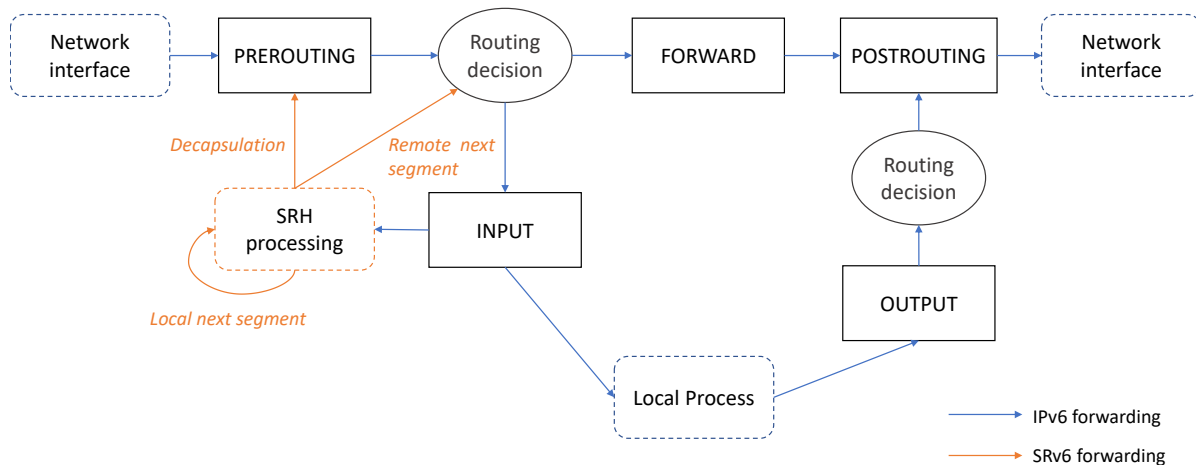 Network
interface
PREROUTING
Routing
decision
FORWARD
POSTROUTING
Network
interface
Decapsulation
Remote next
segment
Routing
decision
SRH
processing
INPUT
Local next segment
OUTPUT
Local Process
IPv6 forwarding
SRv6 forwarding